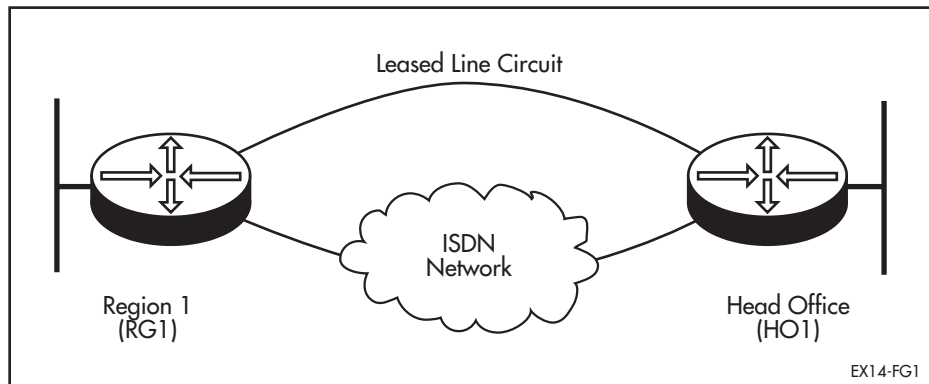 Leased Line Circuit
ISDN
Network
Region 1
(RG1)
Head Office
(HO1)
EX14-FG1